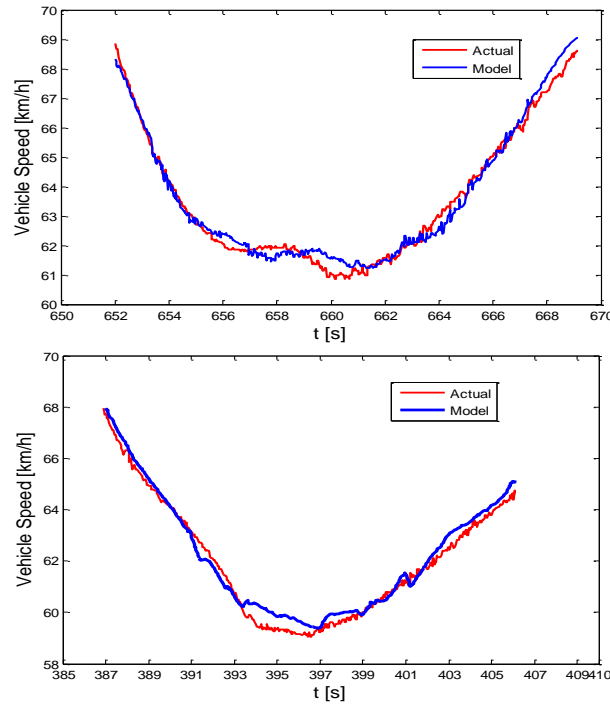 70
69
68
67
66
65
64
63
62
61
60
Vehicle Speed [km/h]
Actual
Model
650 652 654 656 658 660 662 664 666 668 670
t [s]
70
68
66
64
62
60
58
Vehicle Speed [km/h]
Actual
Model
385 387 389 391 393 395 397 399 401 403 405 407 409410
t [s]